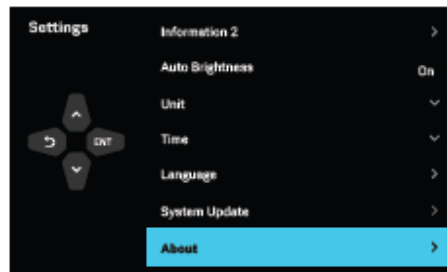 Settings
Information 2
Auto Brightness On
Unit
ENT
Time
Language
System Update
About